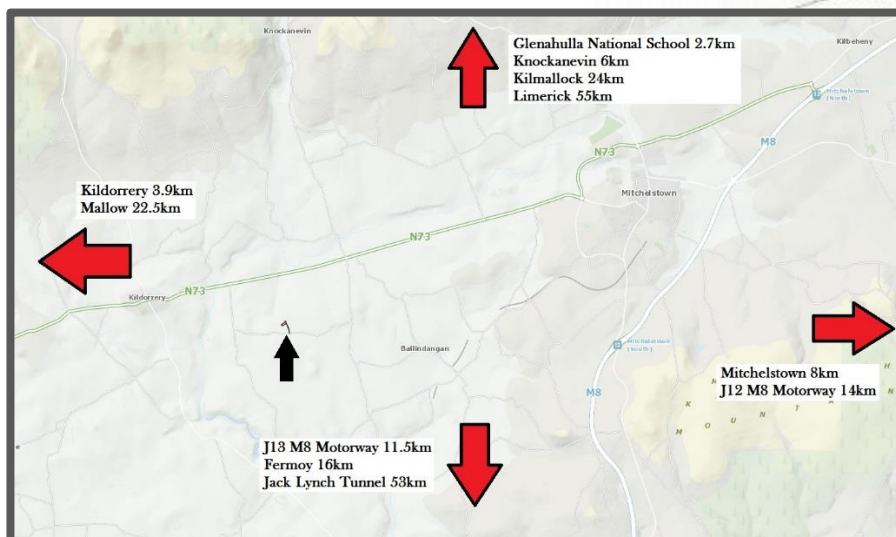 Knockanevin
Glenahulla National School 2.7km
Knockanevin 6km
Kilmallock 24km
Limerick 55km
Kilbeheny
Mitchelstown
(North)
M8
N73
Mitchelstown
Kildorrery 3.9km
Mallow 22.5km
N73
N73
Kildorrery
Ballindangan
Mitchelstown
(South)
M8
Mitchelstown 8km
J12 M8 Motorway 14km
M O U N T
J13 M8 Motorway 11.5km
Fermoy 16km
Jack Lynch Tunnel 53km